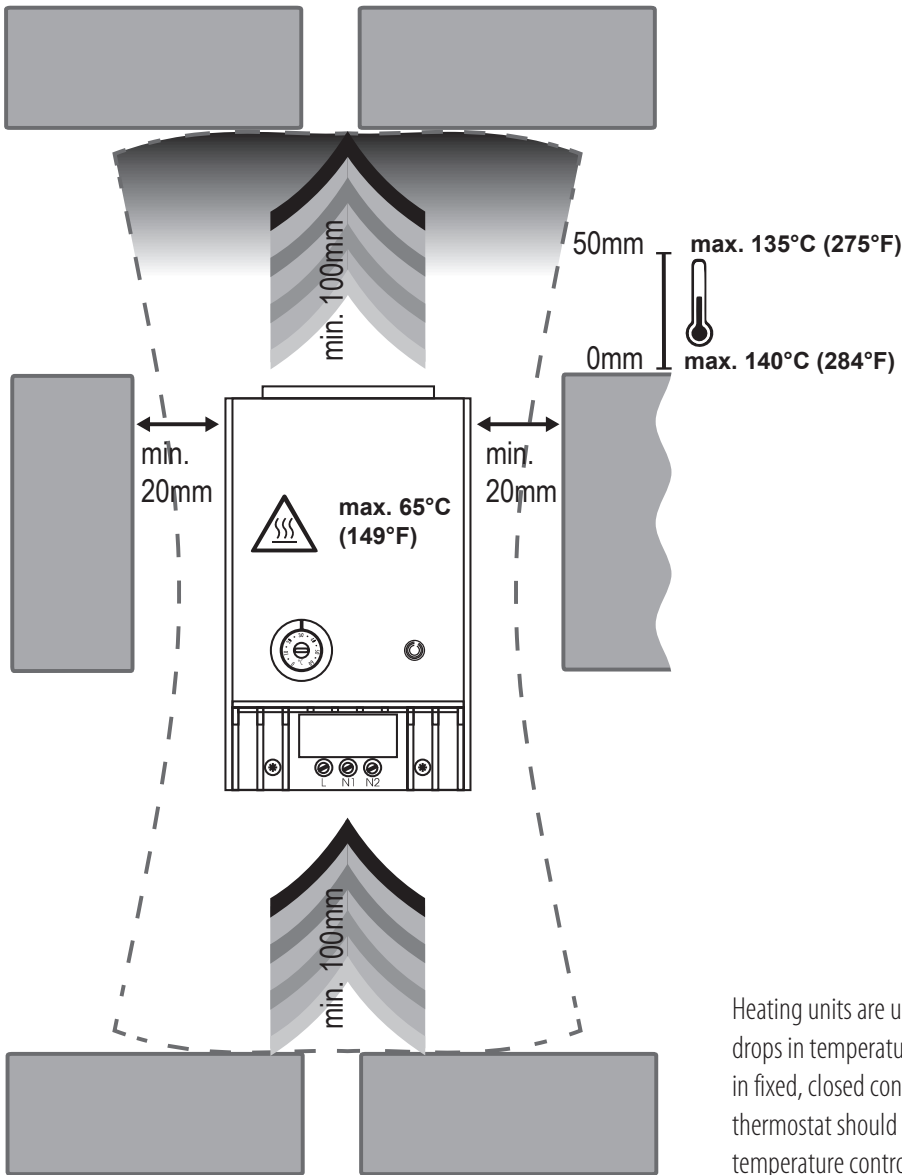 min. 100mm
50mm
max. 135°C (275°F)
0mm
max. 140°C (284°F)
min.
20mm
min.
20mm
max. 65°C
(149°F)
L N1 N2
min. 100mm
Heating units are u
drops in temperatu
in fixed, closed con
thermostat should
temperature contro